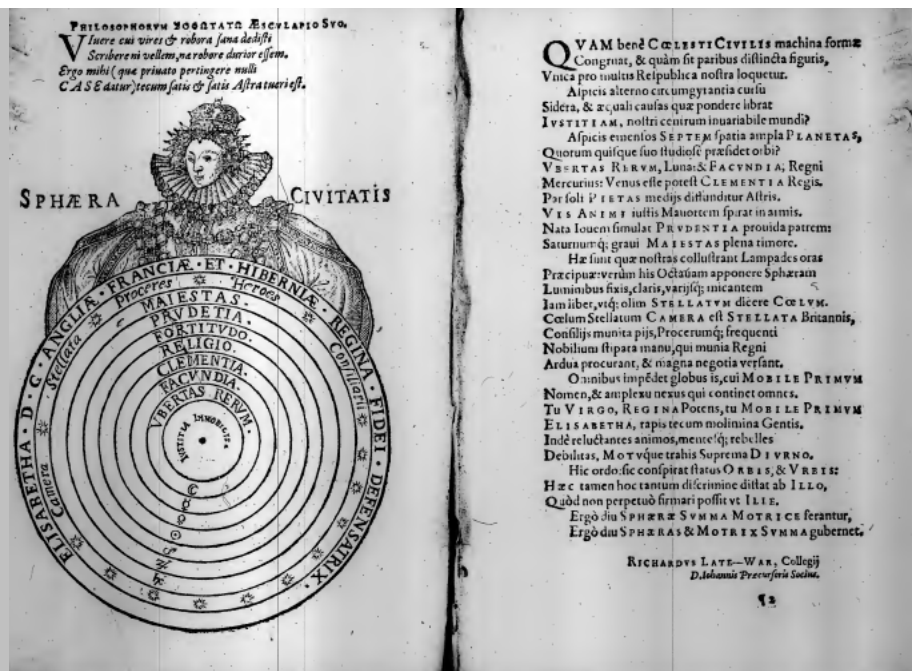 PHILOSOPHORVM ΧΟΦΩΤΑΤΩ ÆSCVLAPIO SVO.
VIuere cui vires & robora sana dedisti
Scribere ni vellem, na robore durior essem.
Ergo mihi (quæ priuato pertingere nulli
CASE datur) tecum satis & satis Astra tueri est.
SPHÆRA CIVITATIS
ELISABETHA · D · G · ANGLIÆ · FRANCIÆ · ET · HIBERNIÆ · REGINA · FIDEI · DEFENSATRIX ·
Camera Stellata Proceres Heroes Consiliarii
MAIESTAS ·
PRVDETIA ·
FORTITVDO ·
RELIGIO ·
CLEMENTIA ·
FACVNDIA ·
VBERTAS RERVM ·
IVSTITIA IMMOBILIS ·
☾
☿
♀
☉
♂
♃
♄
QVAM benè CŒLESTI CIVILIS machina formæ
Congruat, & quàm sit paribus distincta figuris,
Vnica pro multis Respublica nostra loquetur.
Aspicis alterno circumgyrantia cursu
Sidera, & æquali causas quæ pondere librat
IVSTITIAM, nostri centrum inuariabile mundi?
Aspicis emensos SEPTEM spatia ampla PLANETAS,
Quorum quisque suo studiosè præsidet orbi?
VBERTAS RERVM, Luna: & FACVNDIA, Regni
Mercurius: Venus esse potest CLEMENTIA Regis.
Par soli PIETAS medijs diffunditur Astris.
VIS ANIMI iustis Mauortem spirat in armis.
Nata Iouem simulat PRVDENTIA prouida patrem:
Saturnumq; graui MAIESTAS plena timore.
Hæ sunt quæ nostras collustrant Lampades oras
Præcipuæ: verùm his Octauam apponere Sphæram
Luminibus fixis, claris, varijsq; micantem
Iam liber, vtq; olim STELLATVM dicere CŒLVM.
Cœlum Stellatum CAMERA est STELLATA Britannis,
Consilijs munita pijs, Procerumq; frequenti
Nobilium stipata manu, qui munia Regni
Ardua procurant, & magna negotia versant.
Omnibus impēdet globus is, cui MOBILE PRIMVM
Nomen, & amplexu nexus qui continet omnes.
Tu VIRGO, REGINA Potens, tu MOBILE PRIMVM
ELISABETHA, rapis tecum molimina Gentis.
Indè reluctantes animos, mentesq; rebelles
Debilitas, MOTVque trahis Suprema DIVRNO.
Hic ordo: sic conspirat status ORBIS, & VRBIS:
HÆC tamen hoc tantum discrimine distat ab ILLO,
Quòd non perpetuò firmari possit vt ILLE.
Ergò diu SPHÆRÆ SVMMA MOTRICE ferantur,
Ergò diu SPHÆRAS & MOTRIX SVMMA gubernet.
RICHARDVS LATE-WAR, Collegij
D. Iohannis Præcursoris Socius.
¶2